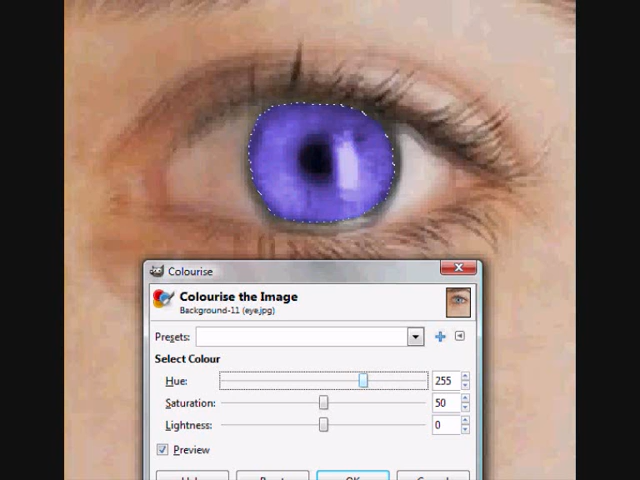 Colourise
Colourise the Image
Background-11 (eye.jpg)
Presets:
Select Colour
Hue: 255
Saturation: 50
Lightness: 0
Preview